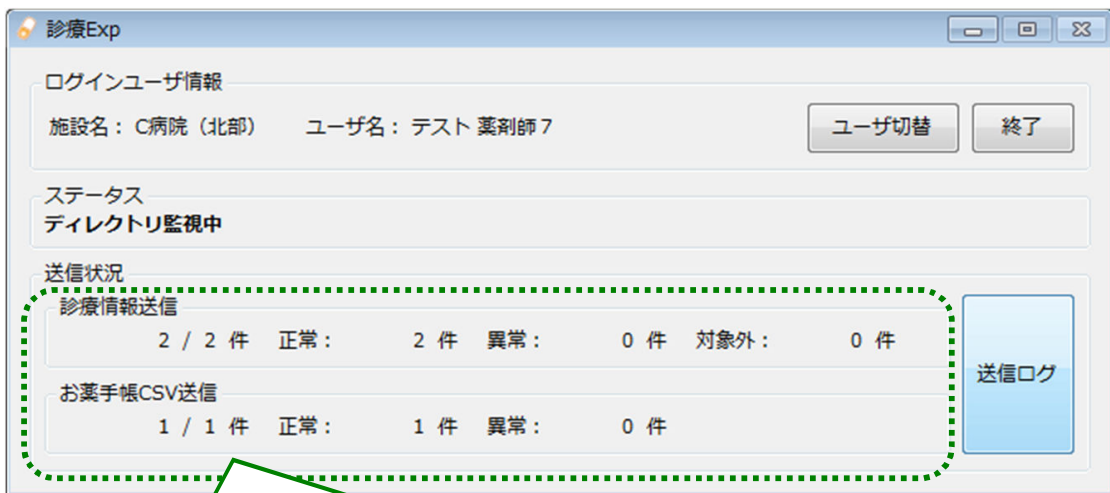 診療Exp
ログインユーザ情報
施設名： C病院（北部） ユーザ名： テスト 薬剤師７ ユーザ切替 終了
ステータス
ディレクトリ監視中
送信状況
診療情報送信
2 / 2 件 正常： 2 件 異常： 0 件 対象外： 0 件
送信ログ
お薬手帳CSV送信
1 / 1 件 正常： 1 件 異常： 0 件